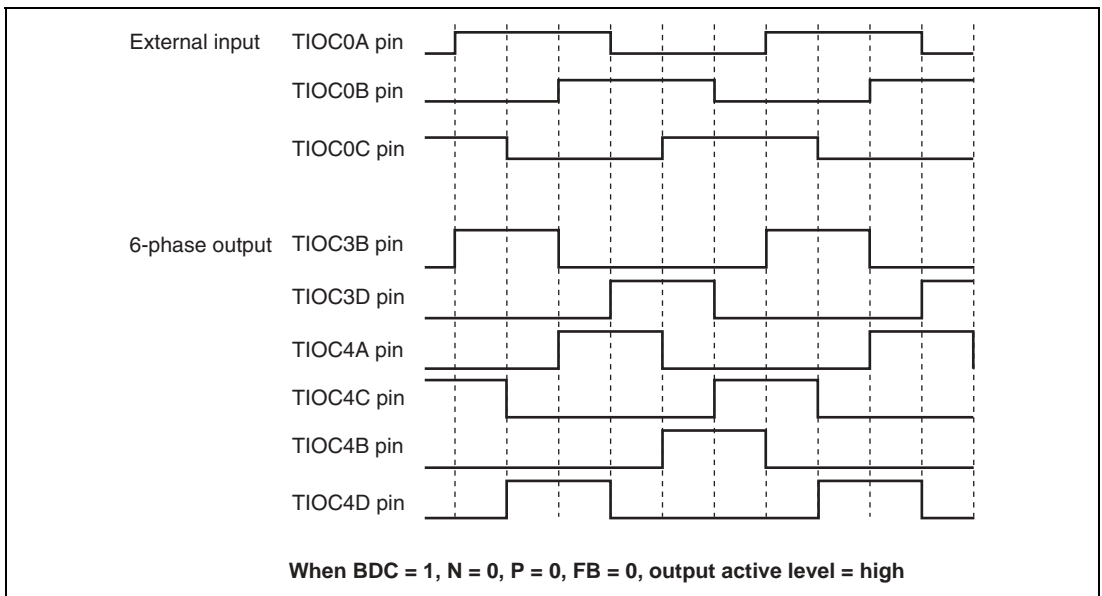 External input TIOC0A pin
TIOC0B pin
TIOC0C pin
6-phase output TIOC3B pin
TIOC3D pin
TIOC4A pin
TIOC4C pin
TIOC4B pin
TIOC4D pin
When BDC = 1, N = 0, P = 0, FB = 0, output active level = high